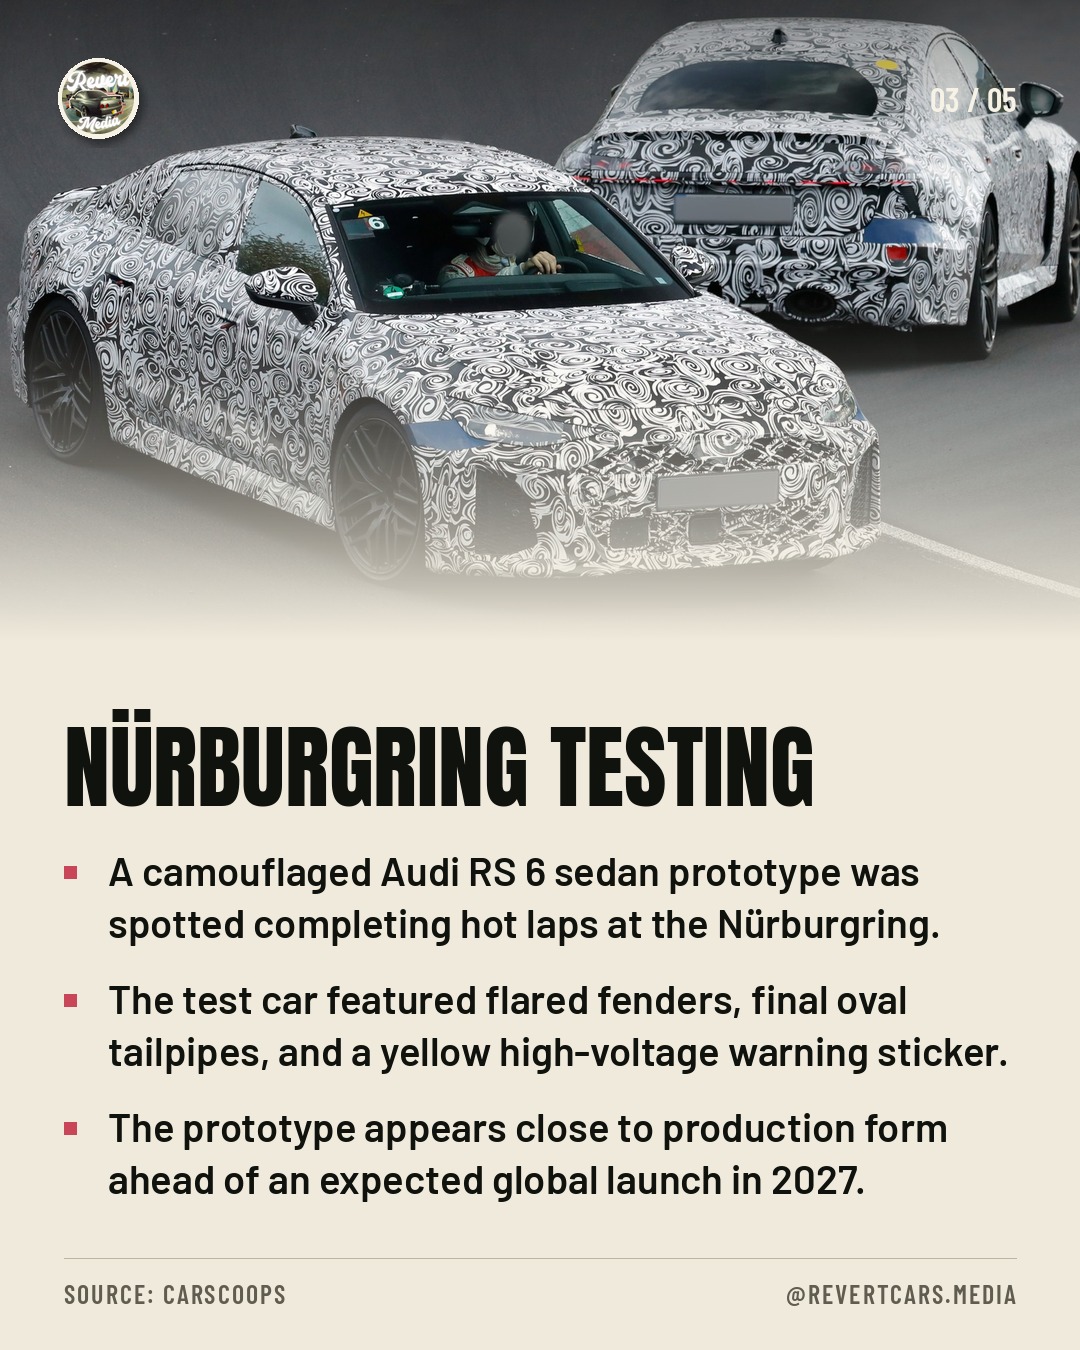 Revert
Media
03 / 05
6
NÜRBURGRING TESTING
A camouflaged Audi RS 6 sedan prototype was
spotted completing hot laps at the Nürburgring.
The test car featured flared fenders, final oval
tailpipes, and a yellow high-voltage warning sticker.
The prototype appears close to production form
ahead of an expected global launch in 2027.
SOURCE: CARSCOOPS
@REVERTCARS.MEDIA